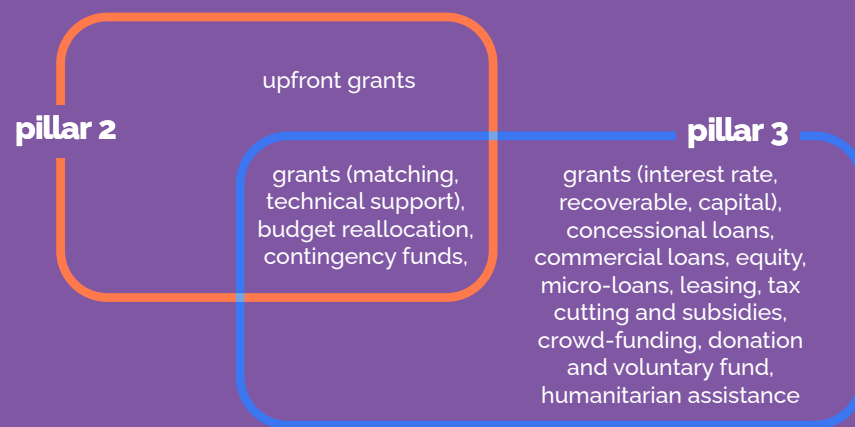 upfront grants
pillar 2
pillar 3
grants (matching,
technical support),
budget reallocation,
contingency funds,
grants (interest rate,
recoverable, capital),
concessional loans,
commercial loans, equity,
micro-loans, leasing, tax
cutting and subsidies,
crowd-funding, donation
and voluntary fund,
humanitarian assistance